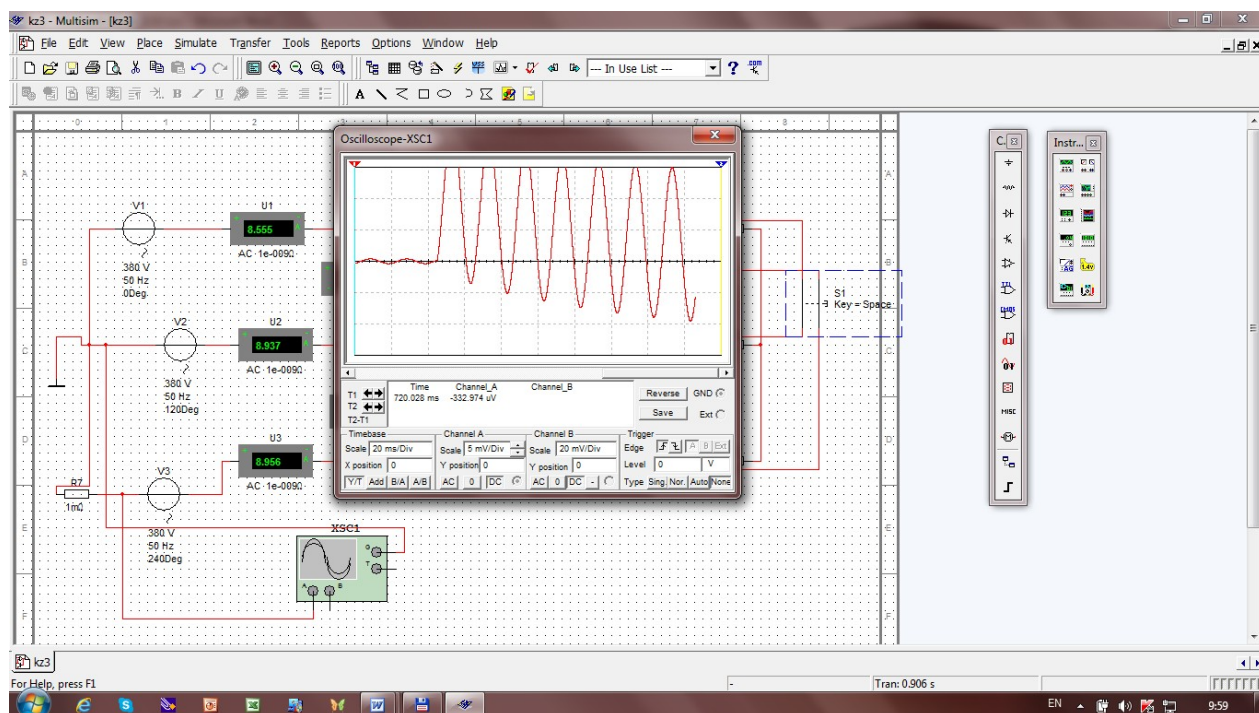 kz3 - Multisim - [kz3]
File Edit View Place Simulate Transfer Tools Reports Options Window Help
--- In Use List ---
Oscilloscope-XSC1
Time Channel_A Channel_B
T1 720.028 ms -332.974 uV
T2
T2-T1
Reverse GND
Save Ext
Timebase
Scale 20 ms/Div
X position 0
Y/T Add B/A A/B
Channel A
Scale 5 mV/Div
Y position 0
AC 0 DC
Channel B
Scale 20 mV/Div
Y position 0
AC 0 DC -
Trigger
Edge A B Ext
Level 0 V
Type Sing. Nor. Auto None
V1
380 V
50 Hz
0Deg
U1
8.555
AC 1e-009Ω
V2
380 V
50 Hz
120Deg
U2
8.937
AC 1e-009Ω
V3
380 V
50 Hz
240Deg
U3
8.956
AC 1e-009Ω
R7
1mΩ
XSC1
G
T
A B
S1
Key = Space
C..
Instr...
MISC
kz3
For Help, press F1
-
Tran: 0.906 s
EN
9:59